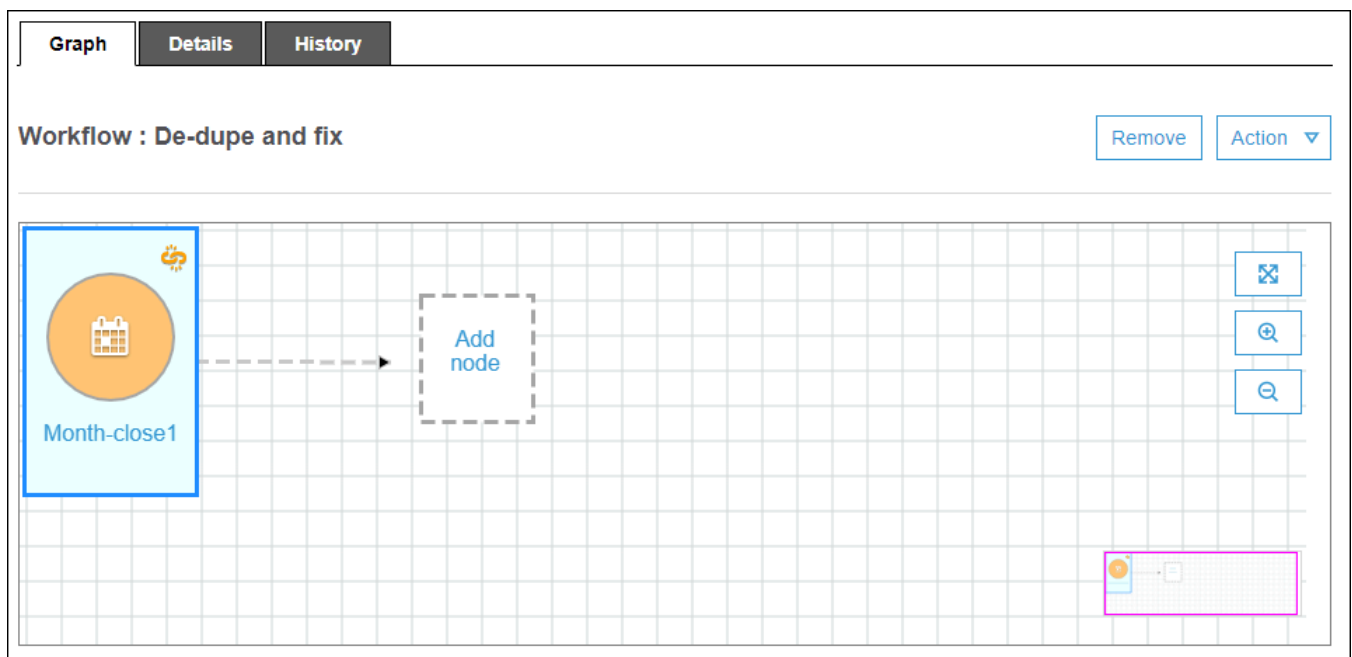 Graph Details History
Workflow : De-dupe and fix
Remove Action
Add
node
Month-close1